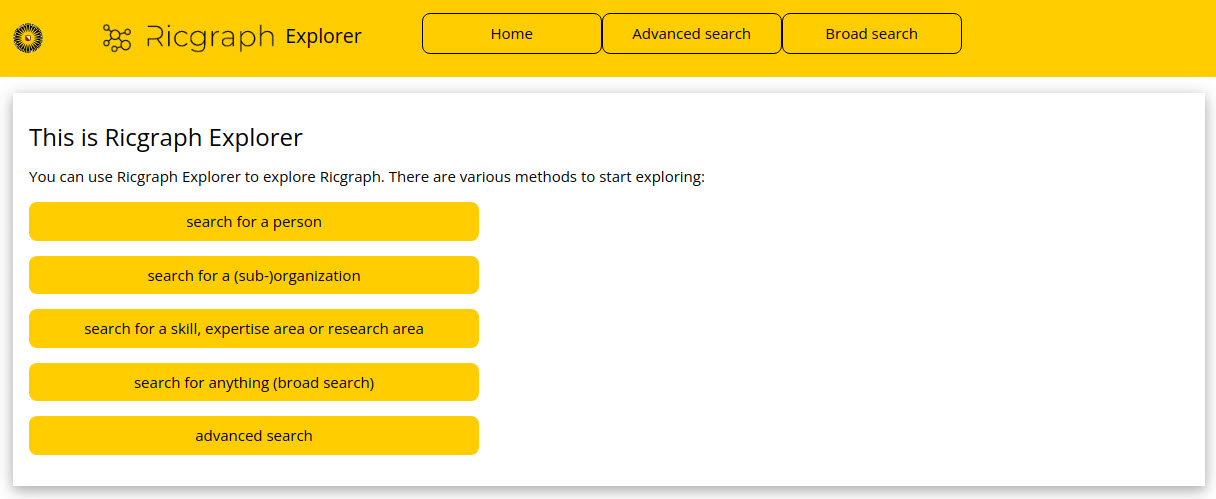 Ricgraph Explorer
Home
Advanced search
Broad search
This is Ricgraph Explorer
You can use Ricgraph Explorer to explore Ricgraph. There are various methods to start exploring:
search for a person
search for a (sub-)organization
search for a skill, expertise area or research area
search for anything (broad search)
advanced search